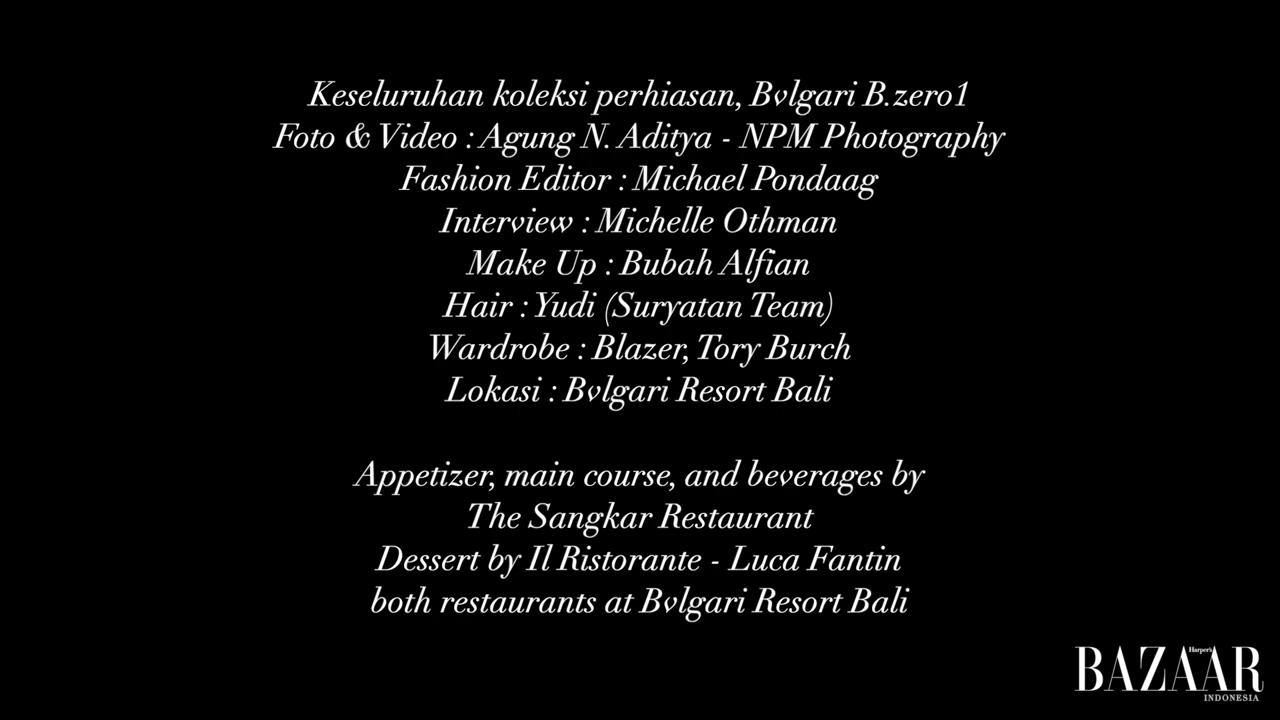 Keseluruhan koleksi perhiasan, Bvlgari B.zero1
Foto & Video : Agung N. Aditya - NPM Photography
Fashion Editor : Michael Pondaag
Interview : Michelle Othman
Make Up : Bubah Alfian
Hair : Yudi (Suryatan Team)
Wardrobe : Blazer, Tory Burch
Lokasi : Bvlgari Resort Bali
Appetizer, main course, and beverages by
The Sangkar Restaurant
Dessert by Il Ristorante - Luca Fantin
both restaurants at Bvlgari Resort Bali
Harper's
BAZAAR
INDONESIA